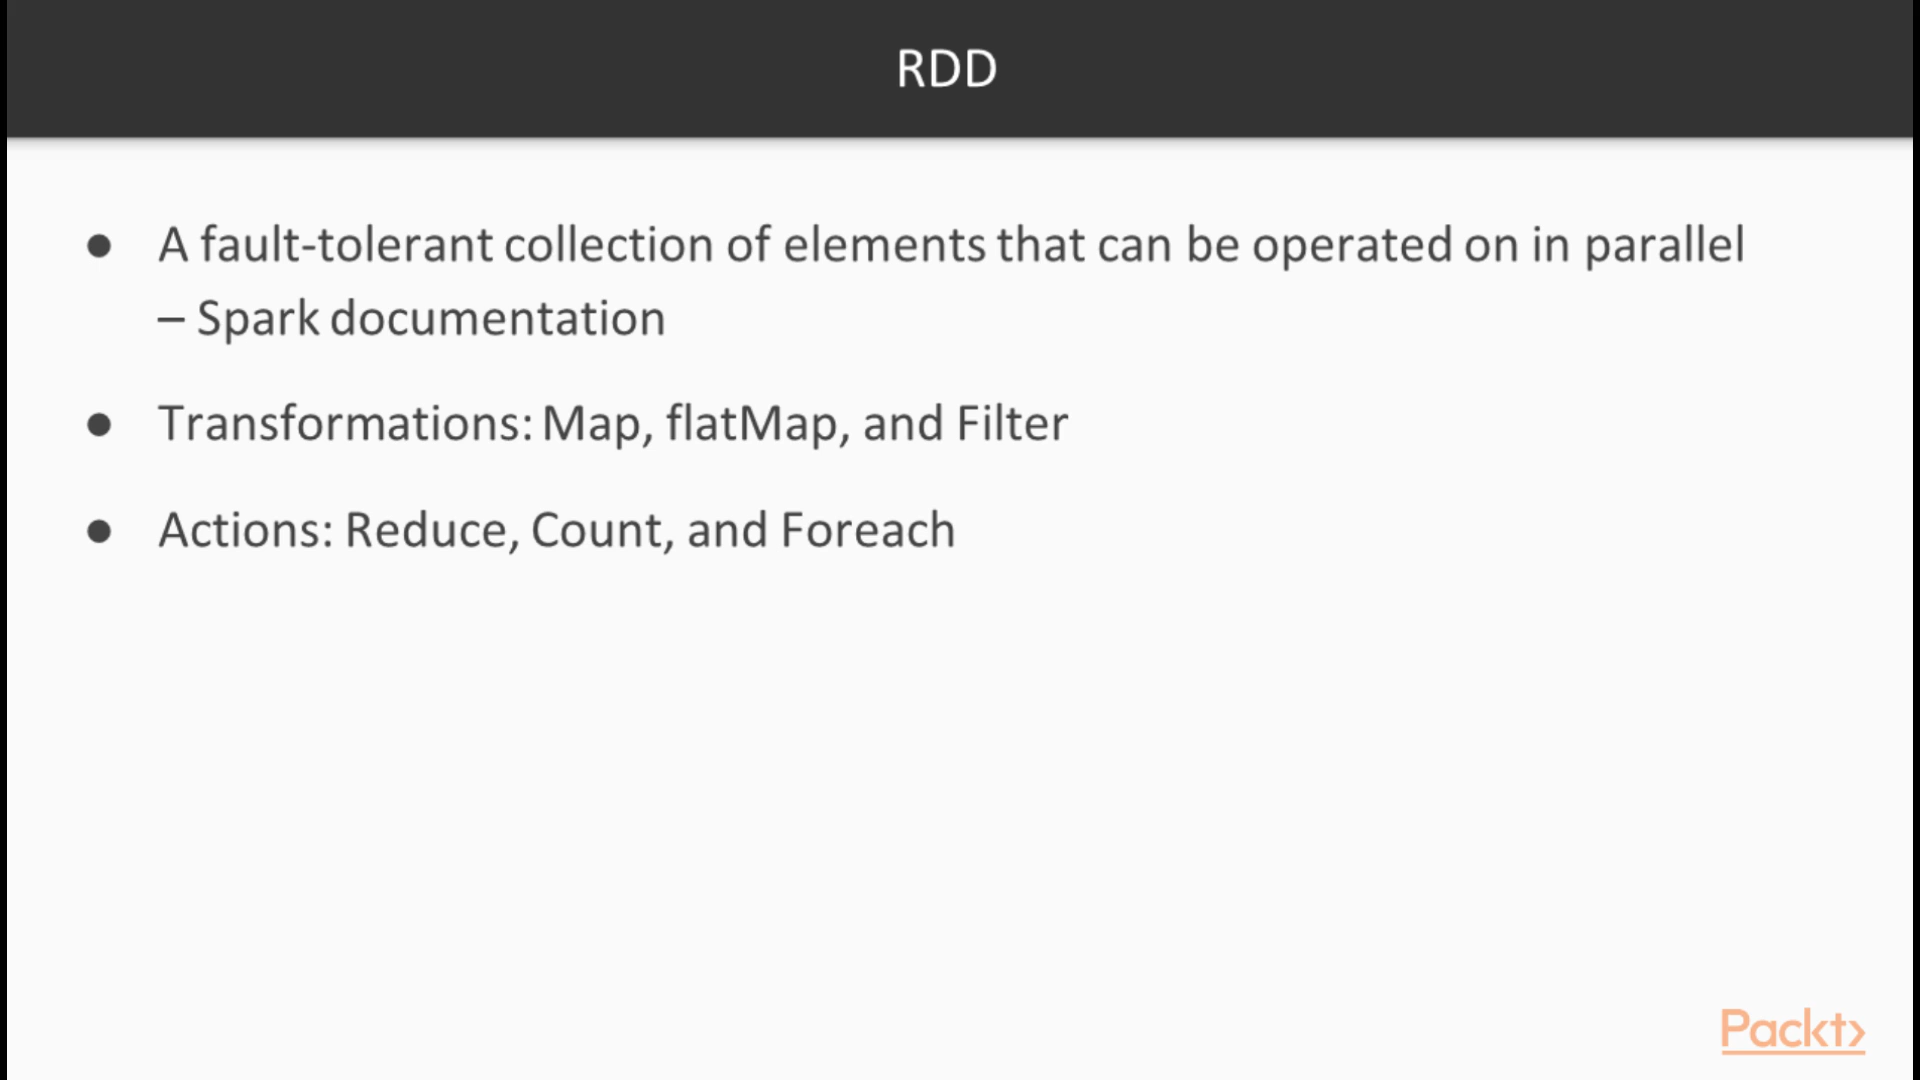 RDD
● A fault-tolerant collection of elements that can be operated on in parallel
– Spark documentation
● Transformations: Map, flatMap, and Filter
● Actions: Reduce, Count, and Foreach
Packt>